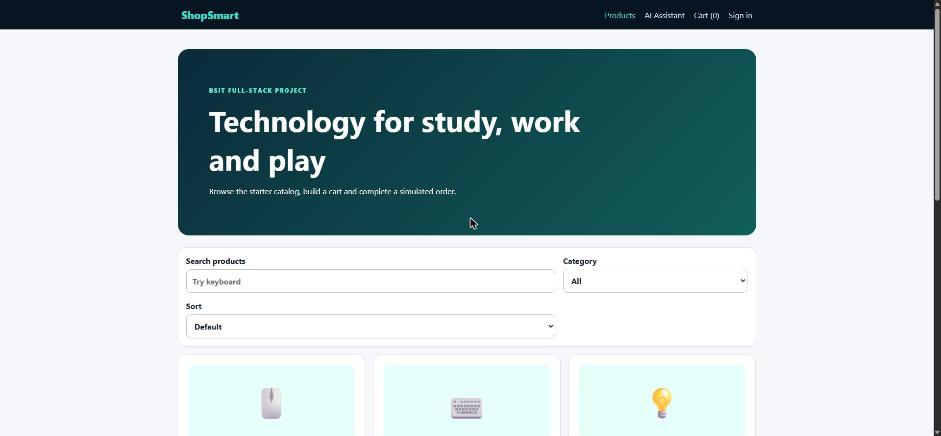 ShopSmart
Products AI Assistant Cart (0) Sign in
BSIT FULL-STACK PROJECT
Technology for study, work
and play
Browse the starter catalog, build a cart and complete a simulated order.
Search products
Category
Try keyboard
All
Sort
Default